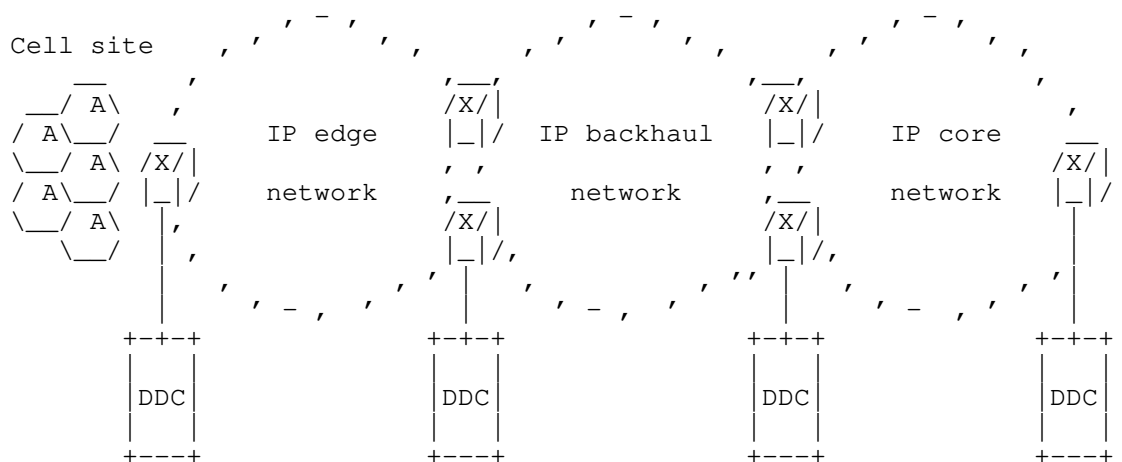 Cell site
A
X X
A IP edge IP backhaul IP core
A X X
A network network network
A X X
DDC DDC DDC DDC